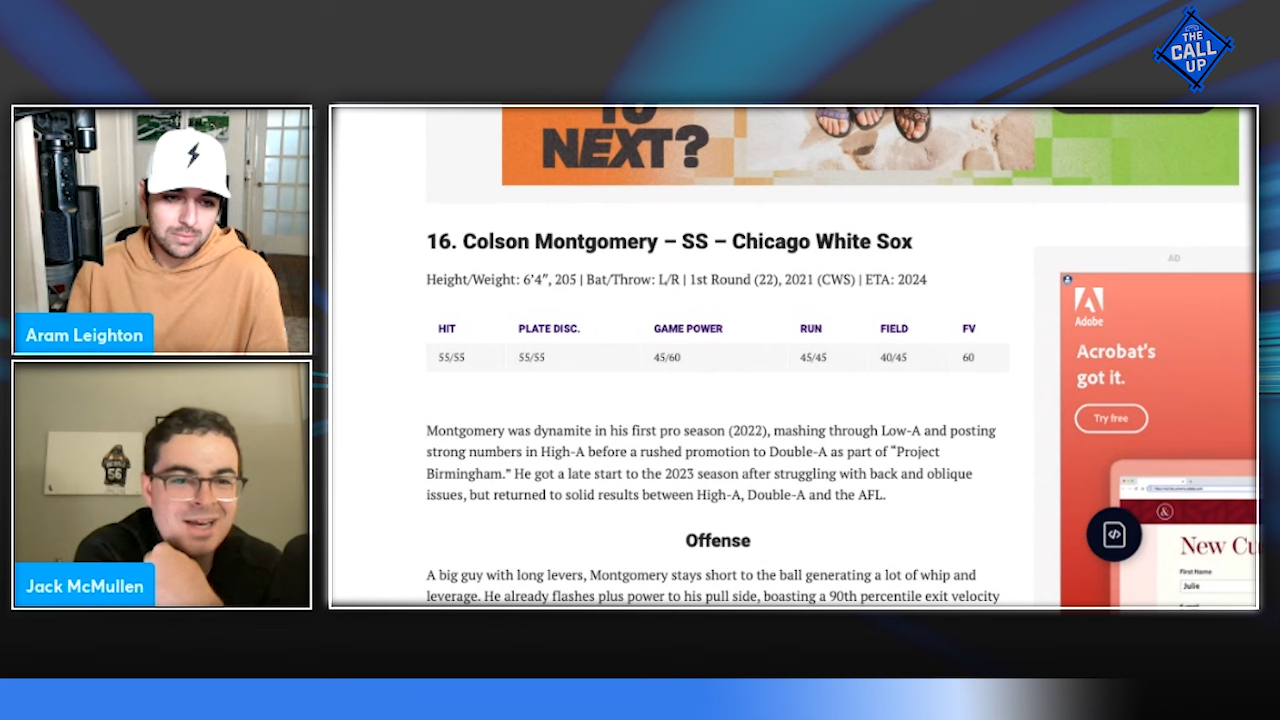 THE
CALL
UP
TO
NEXT?
16. Colson Montgomery – SS – Chicago White Sox
Height/Weight: 6'4″, 205 | Bat/Throw: L/R | 1st Round (22), 2021 (CWS) | ETA: 2024
HIT PLATE DISC. GAME POWER RUN FIELD FV
55/55 55/55 45/60 45/45 40/45 60
Montgomery was dynamite in his first pro season (2022), mashing through Low-A and posting
strong numbers in High-A before a rushed promotion to Double-A as part of “Project
Birmingham.” He got a late start to the 2023 season after struggling with back and oblique
issues, but returned to solid results between High-A, Double-A and the AFL.
Offense
A big guy with long levers, Montgomery stays short to the ball generating a lot of whip and
leverage. He already flashes plus power to his pull side, boasting a 90th percentile exit velocity
AD
Adobe
Acrobat's
got it.
Try free
&
New Cu
First Name
Julie
Aram Leighton
56
Jack McMullen